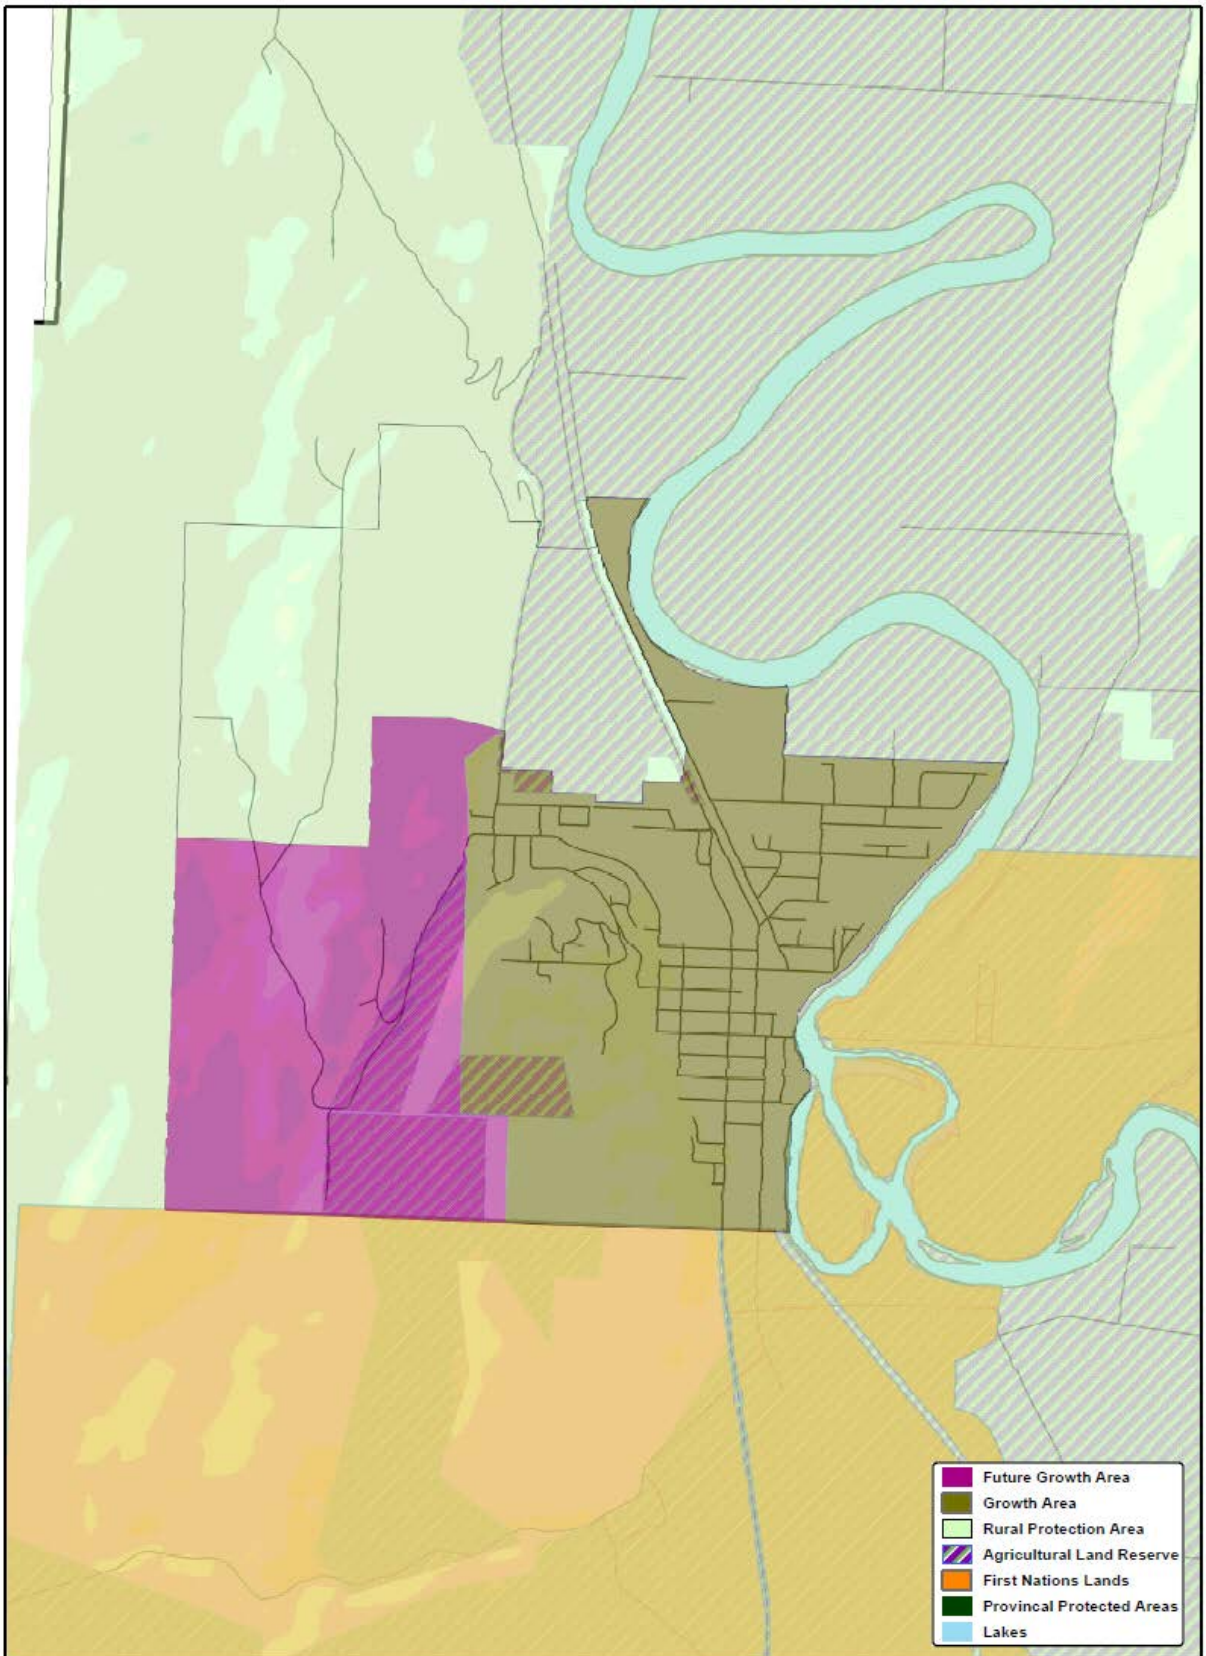 Future Growth Area
Growth Area
Rural Protection Area
Agricultural Land Reserve
First Nations Lands
Provincal Protected Areas
Lakes